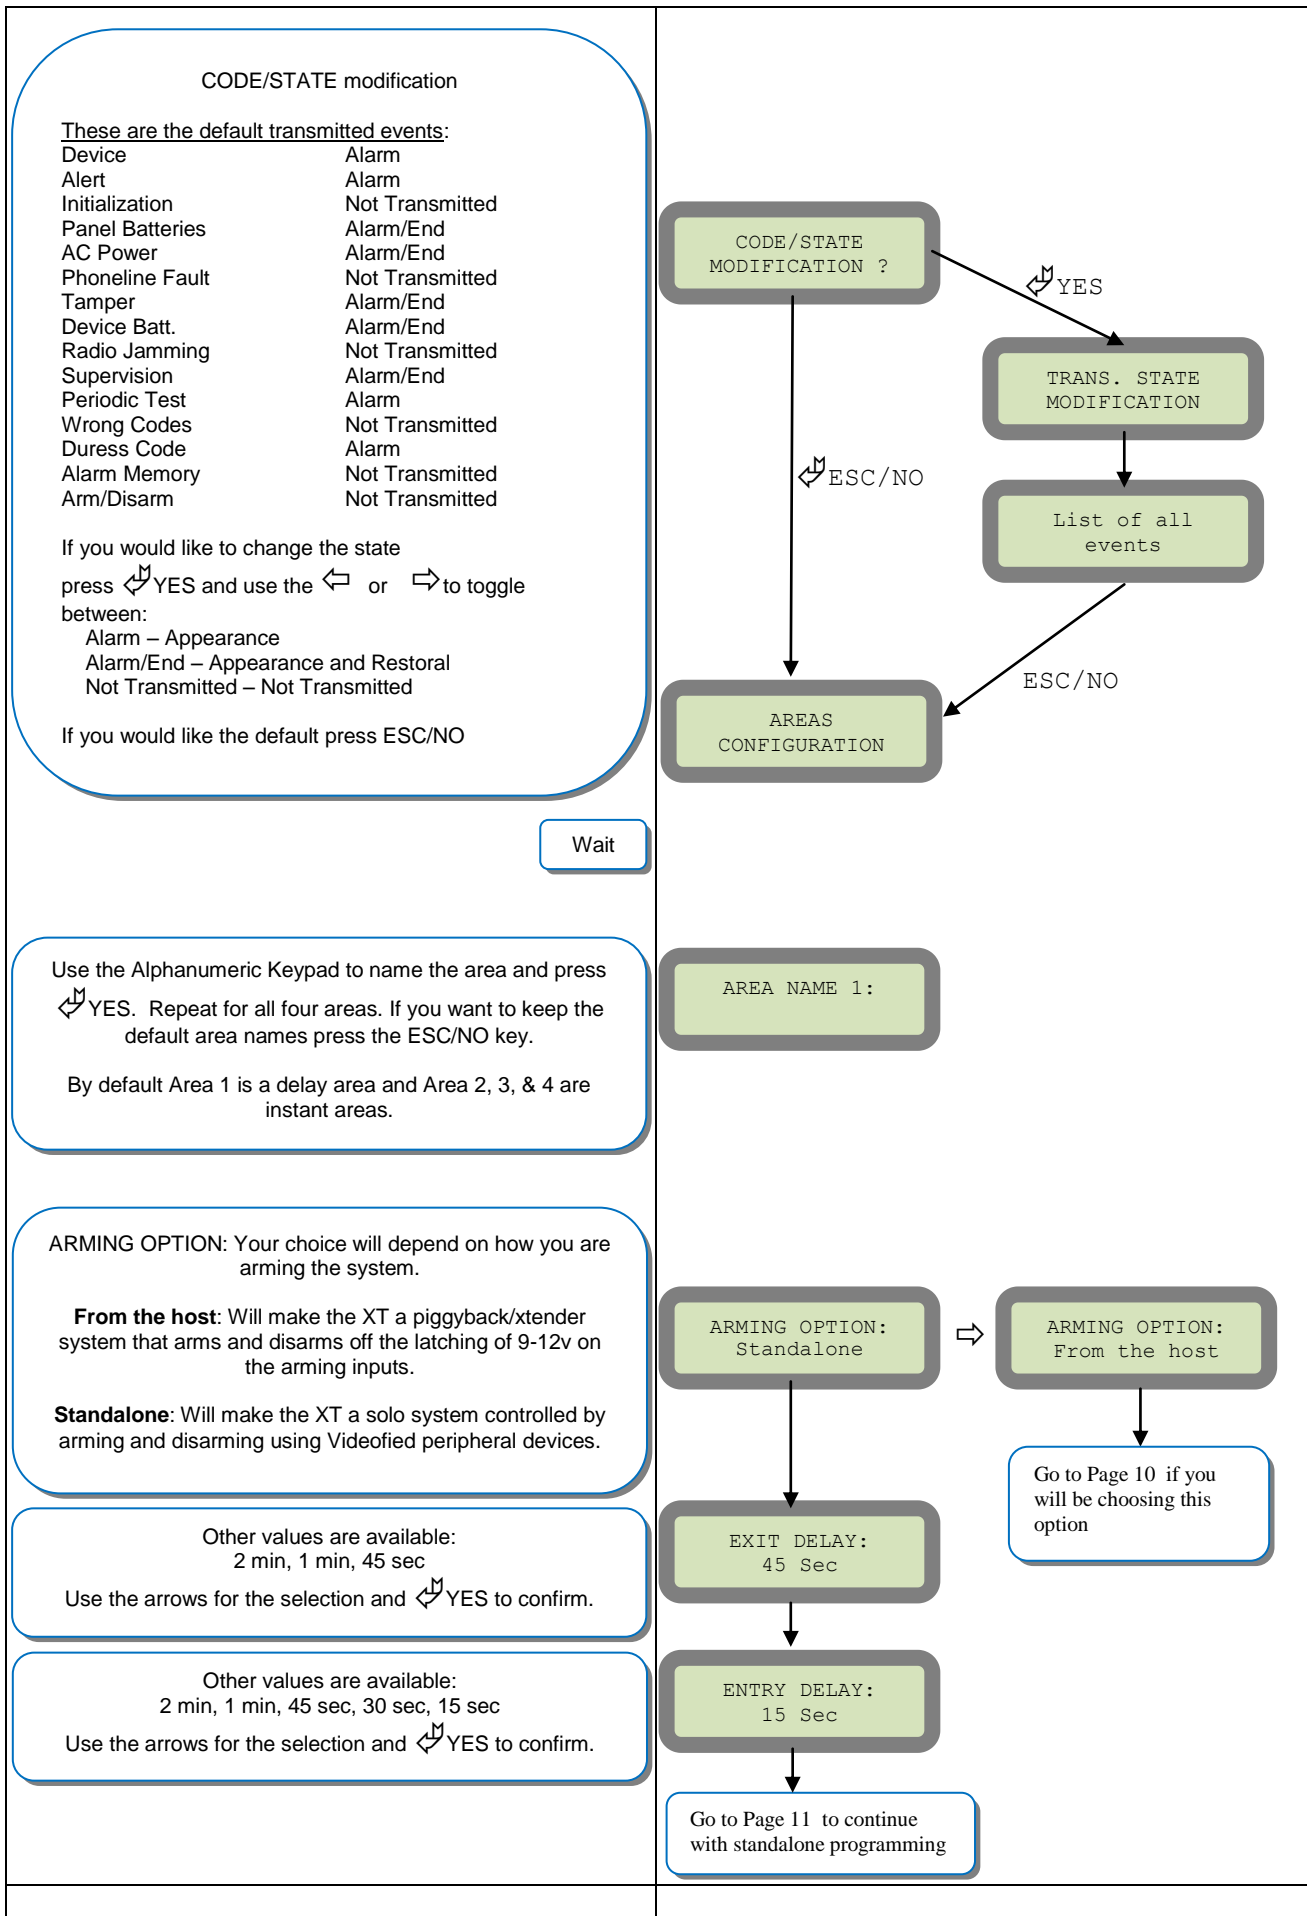 CODE/STATE modification
These are the default transmitted events:
Device Alarm
Alert Alarm
Initialization Not Transmitted
Panel Batteries Alarm/End
AC Power Alarm/End
Phoneline Fault Not Transmitted
Tamper Alarm/End
Device Batt. Alarm/End
Radio Jamming Not Transmitted
Supervision Alarm/End
Periodic Test Alarm
Wrong Codes Not Transmitted
Duress Code Alarm
Alarm Memory Not Transmitted
Arm/Disarm Not Transmitted
If you would like to change the state
press YES and use the ⇦ or ⇨ to toggle
between:
Alarm – Appearance
Alarm/End – Appearance and Restoral
Not Transmitted – Not Transmitted
If you would like the default press ESC/NO
CODE/STATE
MODIFICATION ?
YES
TRANS. STATE
MODIFICATION
ESC/NO
List of all
events
ESC/NO
AREAS
CONFIGURATION
Wait
Use the Alphanumeric Keypad to name the area and press
YES. Repeat for all four areas. If you want to keep the
default area names press the ESC/NO key.
By default Area 1 is a delay area and Area 2, 3, & 4 are
instant areas.
AREA NAME 1:
ARMING OPTION: Your choice will depend on how you are
arming the system.
From the host: Will make the XT a piggyback/xtender
system that arms and disarms off the latching of 9-12v on
the arming inputs.
Standalone: Will make the XT a solo system controlled by
arming and disarming using Videofied peripheral devices.
ARMING OPTION:
Standalone
⇨
ARMING OPTION:
From the host
Go to Page 10 if you
will be choosing this
option
Other values are available:
2 min, 1 min, 45 sec
Use the arrows for the selection and YES to confirm.
EXIT DELAY:
45 Sec
Other values are available:
2 min, 1 min, 45 sec, 30 sec, 15 sec
Use the arrows for the selection and YES to confirm.
ENTRY DELAY:
15 Sec
Go to Page 11 to continue
with standalone programming